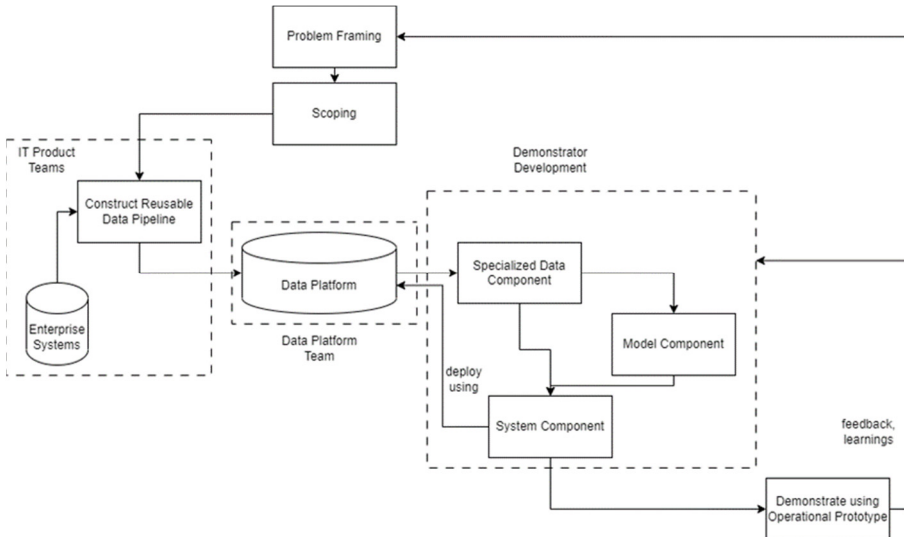 Problem Framing
Scoping
IT Product
Teams
Construct Reusable
Data Pipeline
Enterprise
Systems
Data Platform
Data Platform
Team
Demonstrator
Development
Specialized Data
Component
Model Component
deploy
using
System Component
feedback,
learnings
Demonstrate using
Operational Prototype